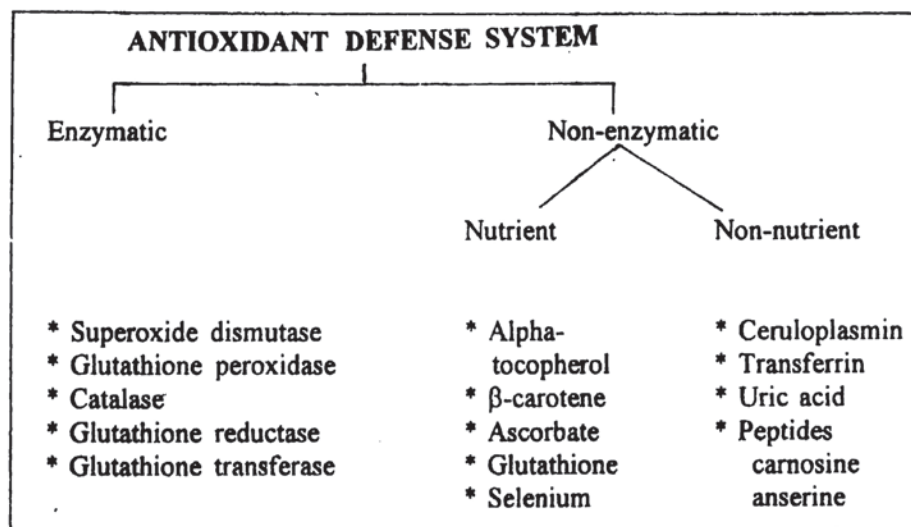 ANTIOXIDANT DEFENSE SYSTEM
Enzymatic
Non-enzymatic
Nutrient
Non-nutrient
* Superoxide dismutase
* Glutathione peroxidase
* Catalase
* Glutathione reductase
* Glutathione transferase
* Alpha-
tocopherol
* β-carotene
* Ascorbate
* Glutathione
* Selenium
* Ceruloplasmin
* Transferrin
* Uric acid
* Peptides
carnosine
anserine